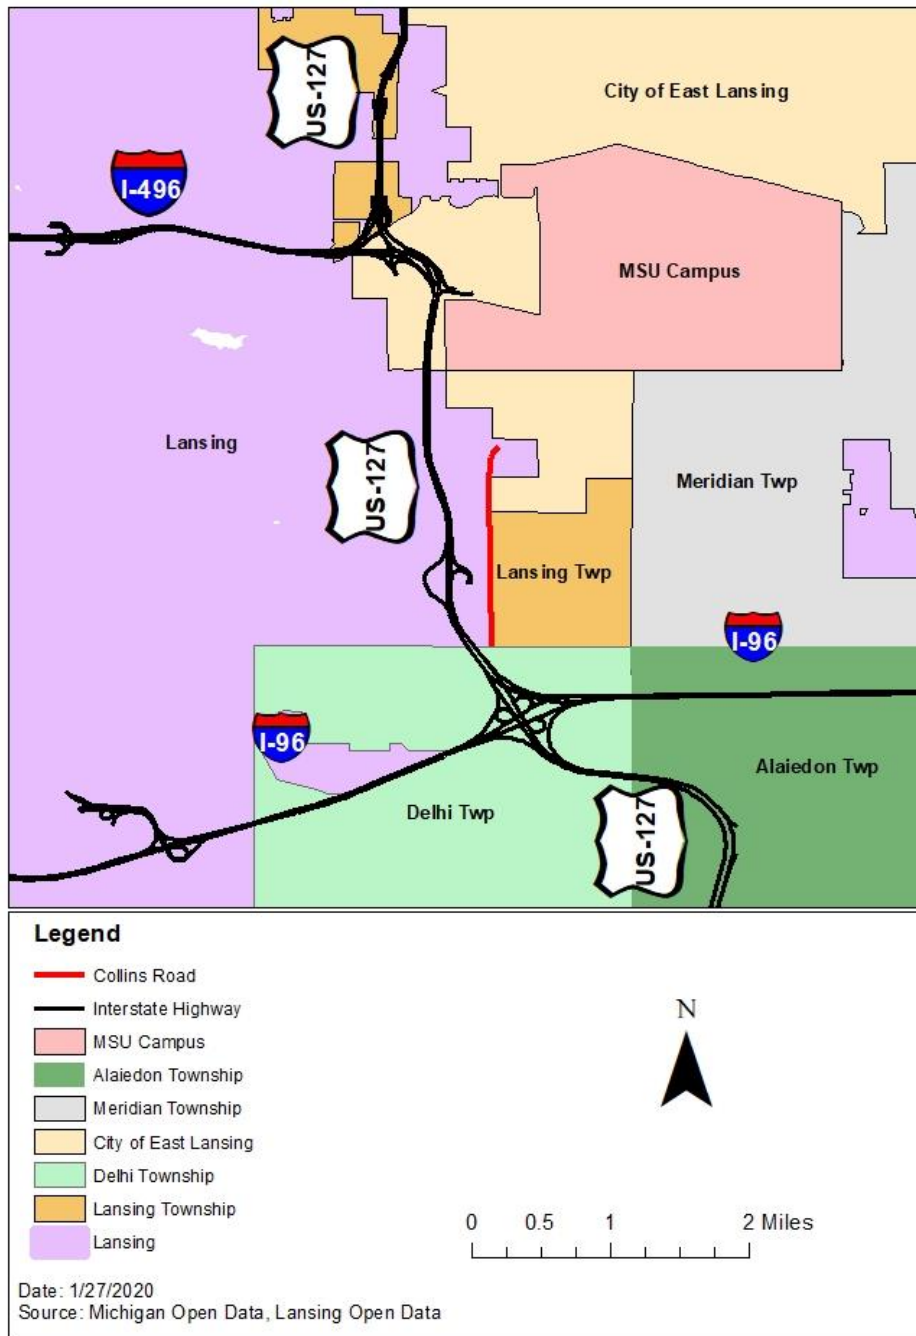 US-127
City of East Lansing
I-496
MSU Campus
Lansing
US-127
Meridian Twp
Lansing Twp
I-96
I-96
Alaiedon Twp
Delhi Twp
US-127
Legend
Collins Road
Interstate Highway
MSU Campus
Alaiedon Township
Meridian Township
City of East Lansing
Delhi Township
Lansing Township
Lansing
N
0 0.5 1 2 Miles
Date: 1/27/2020
Source: Michigan Open Data, Lansing Open Data